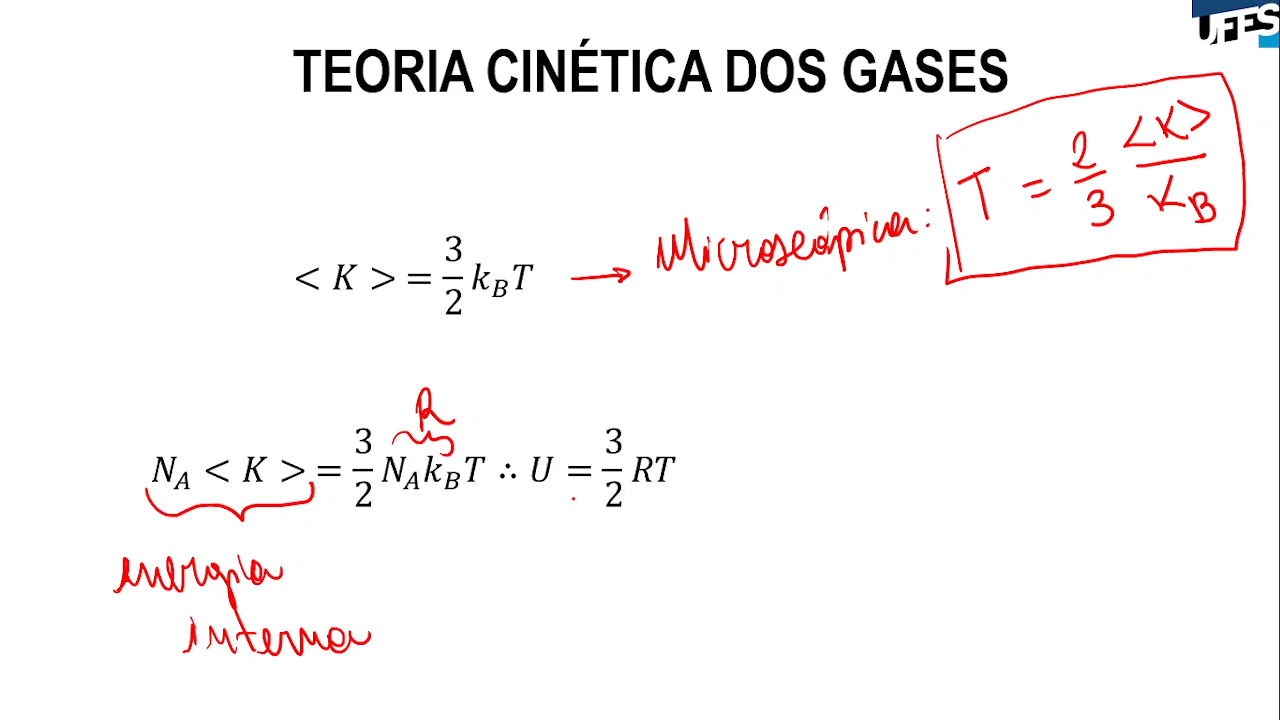 UFES
TEORIA CINÉTICA DOS GASES
T = 2/3 <K>/KB
Microscópica:
< K > = 3/2 k_B T →
R
N_A < K > = 3/2 N_A k_B T ∴ U = 3/2 RT
energia
interna